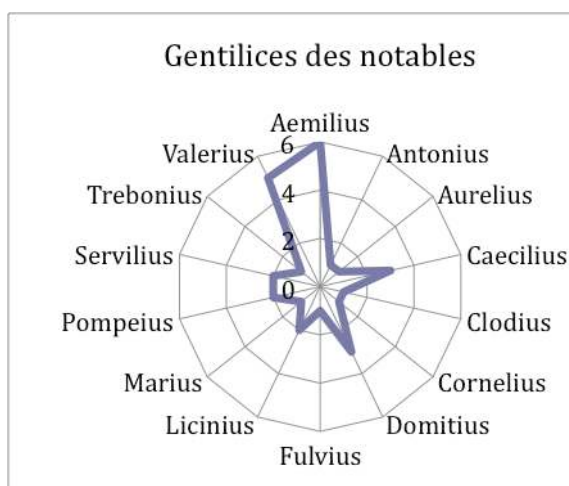 Gentilices des notables
Aemilius
Antonius
Aurelius
Caecilius
Clodius
Cornelius
Domitius
Fulvius
Licinius
Marius
Pompeius
Servilius
Trebonius
Valerius
6
4
2
0